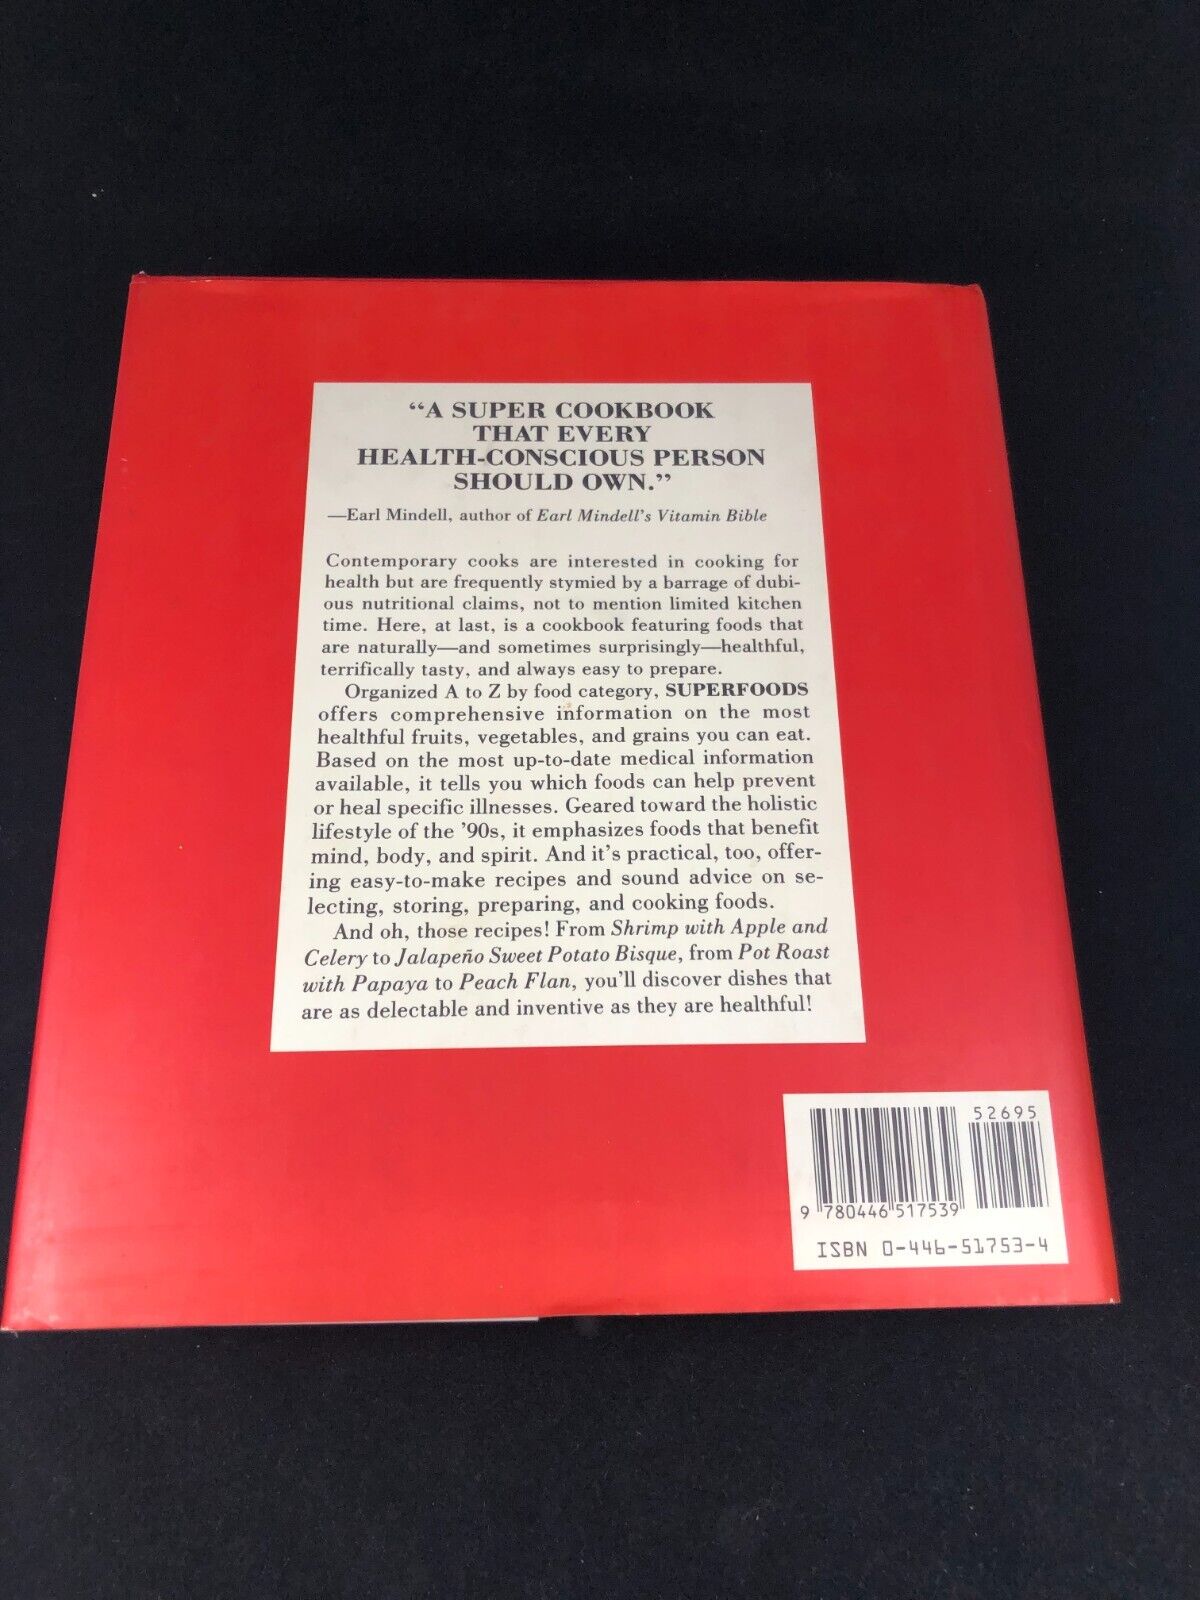 “A SUPER COOKBOOK
THAT EVERY
HEALTH-CONSCIOUS PERSON
SHOULD OWN.”
—Earl Mindell, author of Earl Mindell's Vitamin Bible
Contemporary cooks are interested in cooking for
health but are frequently stymied by a barrage of dubi-
ous nutritional claims, not to mention limited kitchen
time. Here, at last, is a cookbook featuring foods that
are naturally—and sometimes surprisingly—healthful,
terrifically tasty, and always easy to prepare.
Organized A to Z by food category, SUPERFOODS
offers comprehensive information on the most
healthful fruits, vegetables, and grains you can eat.
Based on the most up-to-date medical information
available, it tells you which foods can help prevent
or heal specific illnesses. Geared toward the holistic
lifestyle of the '90s, it emphasizes foods that benefit
mind, body, and spirit. And it's practical, too, offer-
ing easy-to-make recipes and sound advice on se-
lecting, storing, preparing, and cooking foods.
And oh, those recipes! From Shrimp with Apple and
Celery to Jalapeño Sweet Potato Bisque, from Pot Roast
with Papaya to Peach Flan, you'll discover dishes that
are as delectable and inventive as they are healthful!
52695
9 780446 517539
ISBN 0-446-51753-4